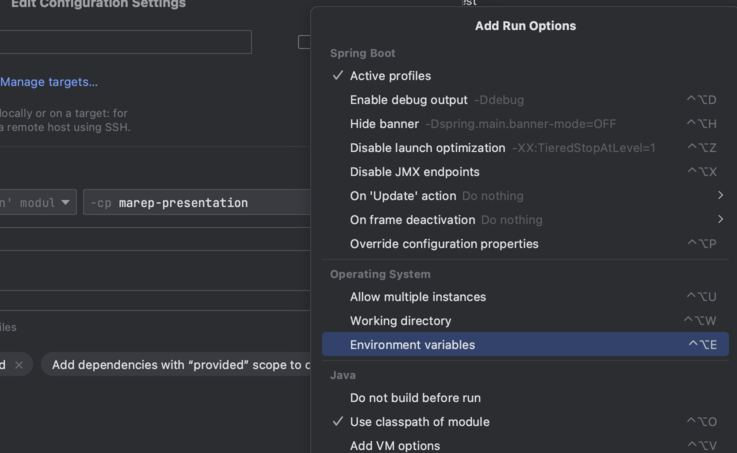 Edit Configuration Settings
Add Run Options
Spring Boot
✓ Active profiles
Enable debug output -Ddebug ⌃⌥D
Hide banner -Dspring.main.banner-mode=OFF ⌃⌥H
Manage targets...
Disable launch optimization -XX:TieredStopAtLevel=1 ⌃⌥Z
locally or on a target: for
a remote host using SSH.
Disable JMX endpoints ⌃⌥X
On 'Update' action Do nothing >
n' modul -cp marep-presentation
On frame deactivation Do nothing >
Override configuration properties ⌃⌥P
Operating System
Allow multiple instances ⌃⌥U
Working directory ⌃⌥W
iles
Environment variables ⌃⌥E
d × Add dependencies with “provided” scope to c
Java
Do not build before run
✓ Use classpath of module ⌃⌥O
Add VM options ⌃⌥V